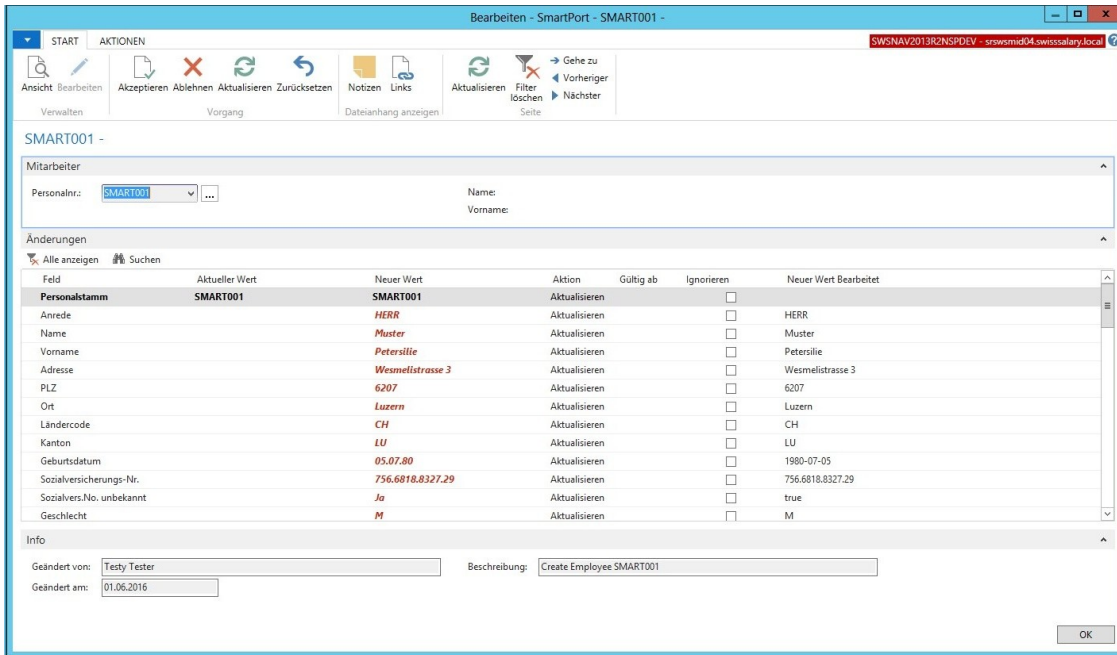 Bearbeiten - SmartPort - SMART001 -
START AKTIONEN
SWSNAV2013R2NSPDEV - srswsmid04.swisssalary.local
Ansicht Bearbeiten Akzeptieren Ablehnen Aktualisieren Zurücksetzen Notizen Links Aktualisieren Filter löschen
Gehe zu
Vorheriger
Nächster
Verwalten Vorgang Dateianhang anzeigen Seite
SMART001 -
Mitarbeiter
Personalnr.: SMART001 ... Name:
Vorname:
Änderungen
Alle anzeigen Suchen
Feld Aktueller Wert Neuer Wert Aktion Gültig ab Ignorieren Neuer Wert Bearbeitet
Personalstamm SMART001 SMART001 Aktualisieren
Anrede HERR Aktualisieren HERR
Name Muster Aktualisieren Muster
Vorname Petersilie Aktualisieren Petersilie
Adresse Wesmelistrasse 3 Aktualisieren Wesmelistrasse 3
PLZ 6207 Aktualisieren 6207
Ort Luzern Aktualisieren Luzern
Ländercode CH Aktualisieren CH
Kanton LU Aktualisieren LU
Geburtsdatum 05.07.80 Aktualisieren 1980-07-05
Sozialversicherungs-Nr. 756.6818.8327.29 Aktualisieren 756.6818.8327.29
Sozialvers.No. unbekannt Ja Aktualisieren true
Geschlecht M Aktualisieren M
Info
Geändert von: Testy Tester Beschreibung: Create Employee SMART001
Geändert am: 01.06.2016
OK